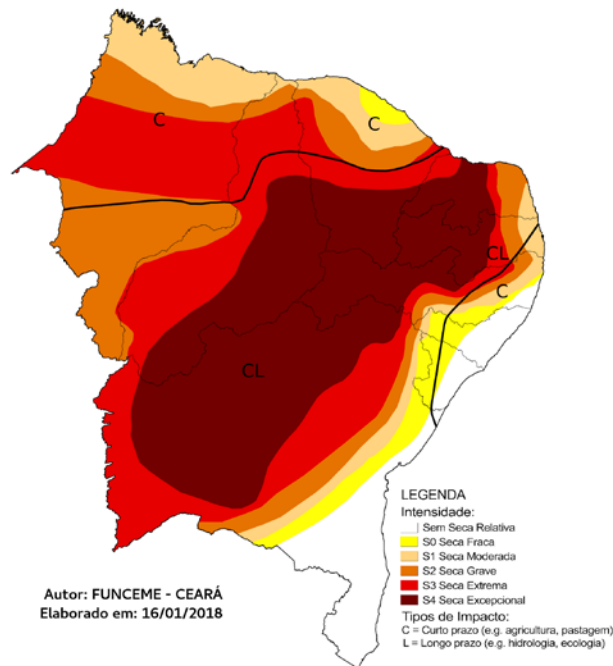 C
C
CL
C
CL
LEGENDA
Intensidade:
Sem Seca Relativa
S0 Seca Fraca
S1 Seca Moderada
S2 Seca Grave
S3 Seca Extrema
S4 Seca Excepcional
Tipos de Impacto:
C = Curto prazo (e.g. agricultura, pastagem)
L = Longo prazo (e.g. hidrologia, ecologia)
Autor: FUNCEME - CEARÁ
Elaborado em: 16/01/2018